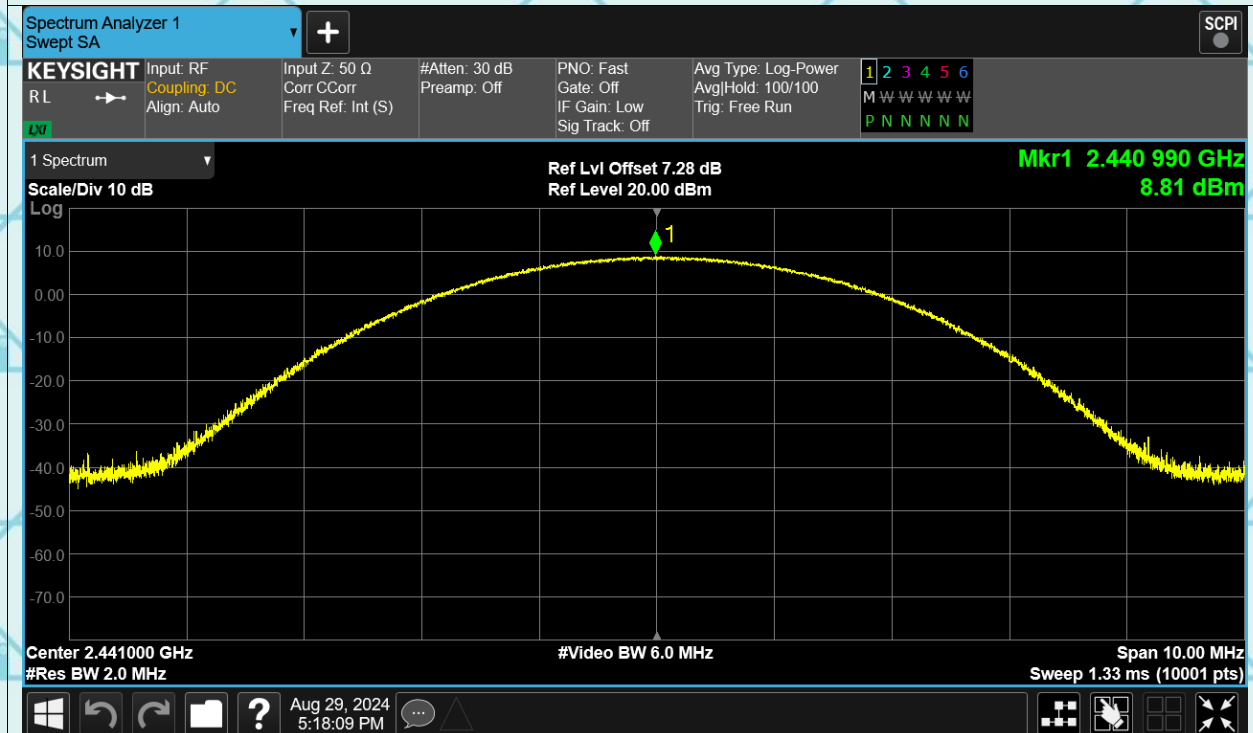 Spectrum Analyzer 1
Swept SA
+
SCPI
KEYSIGHT
RL
LXI
Input: RF
Coupling: DC
Align: Auto
Input Z: 50 Ω
Corr CCorr
Freq Ref: Int (S)
#Atten: 30 dB
Preamp: Off
PNO: Fast
Gate: Off
IF Gain: Low
Sig Track: Off
Avg Type: Log-Power
Avg|Hold: 100/100
Trig: Free Run
1 2 3 4 5 6
M W W W W W
P N N N N N
1 Spectrum
Scale/Div 10 dB
Ref Lvl Offset 7.28 dB
Ref Level 20.00 dBm
Mkr1 2.440 990 GHz
8.81 dBm
Log
1
10.0
0.00
-10.0
-20.0
-30.0
-40.0
-50.0
-60.0
-70.0
Center 2.441000 GHz
#Video BW 6.0 MHz
Span 10.00 MHz
#Res BW 2.0 MHz
Sweep 1.33 ms (10001 pts)
?
Aug 29, 2024
5:18:09 PM